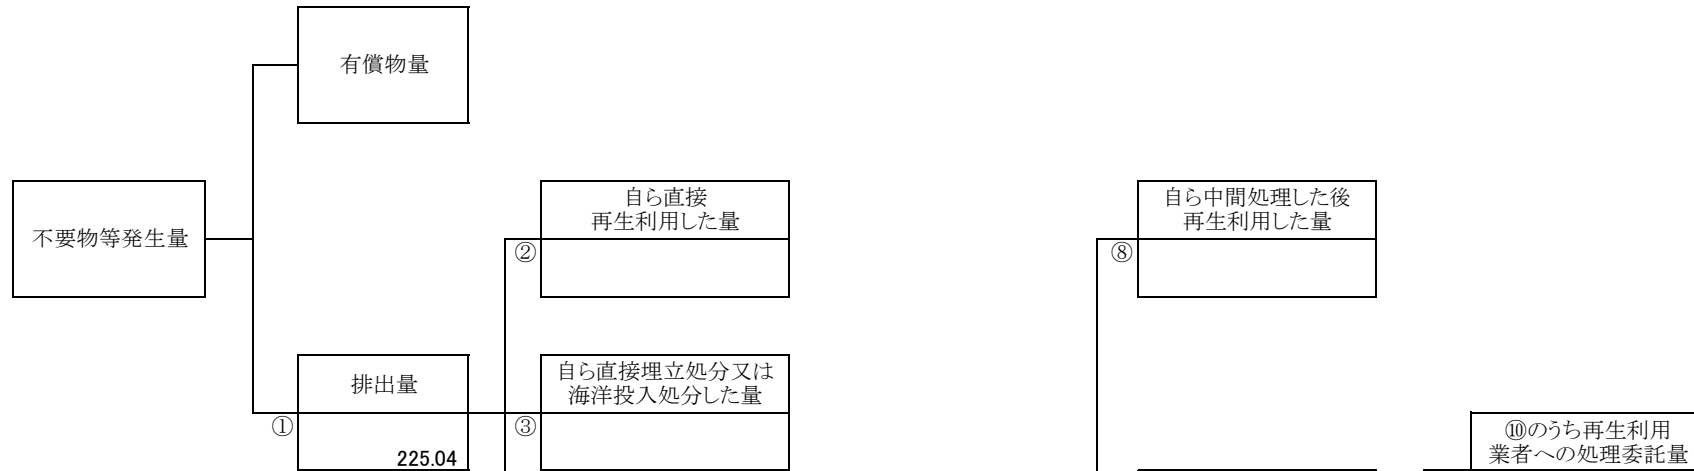 有償物量
不要物等発生量
自ら直接
再生利用した量
②
自ら中間処理した後
再生利用した量
⑧
排出量
①
225.04
自ら直接埋立処分又は
海洋投入処分した量
③
⑩のうち再生利用
業者への処理委託量